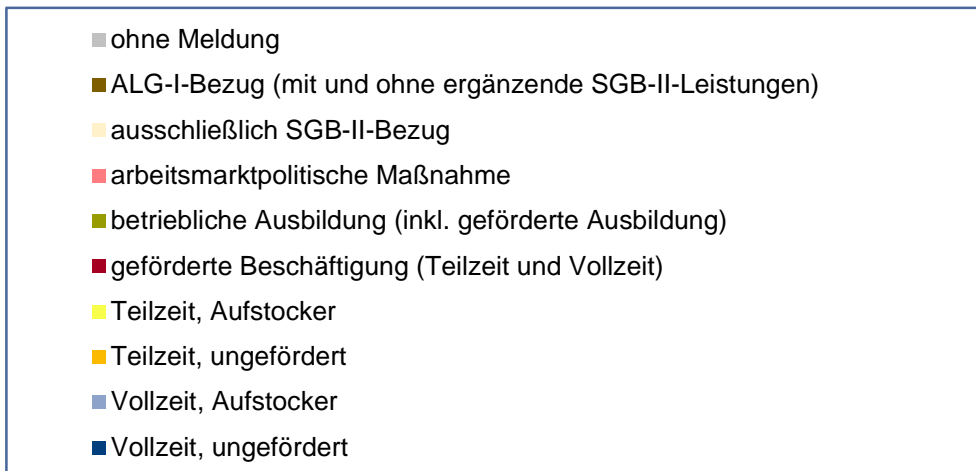 ohne Meldung
ALG-I-Bezug (mit und ohne ergänzende SGB-II-Leistungen)
ausschließlich SGB-II-Bezug
arbeitsmarktpolitische Maßnahme
betriebliche Ausbildung (inkl. geförderte Ausbildung)
geförderte Beschäftigung (Teilzeit und Vollzeit)
Teilzeit, Aufstocker
Teilzeit, ungefördert
Vollzeit, Aufstocker
Vollzeit, ungefördert